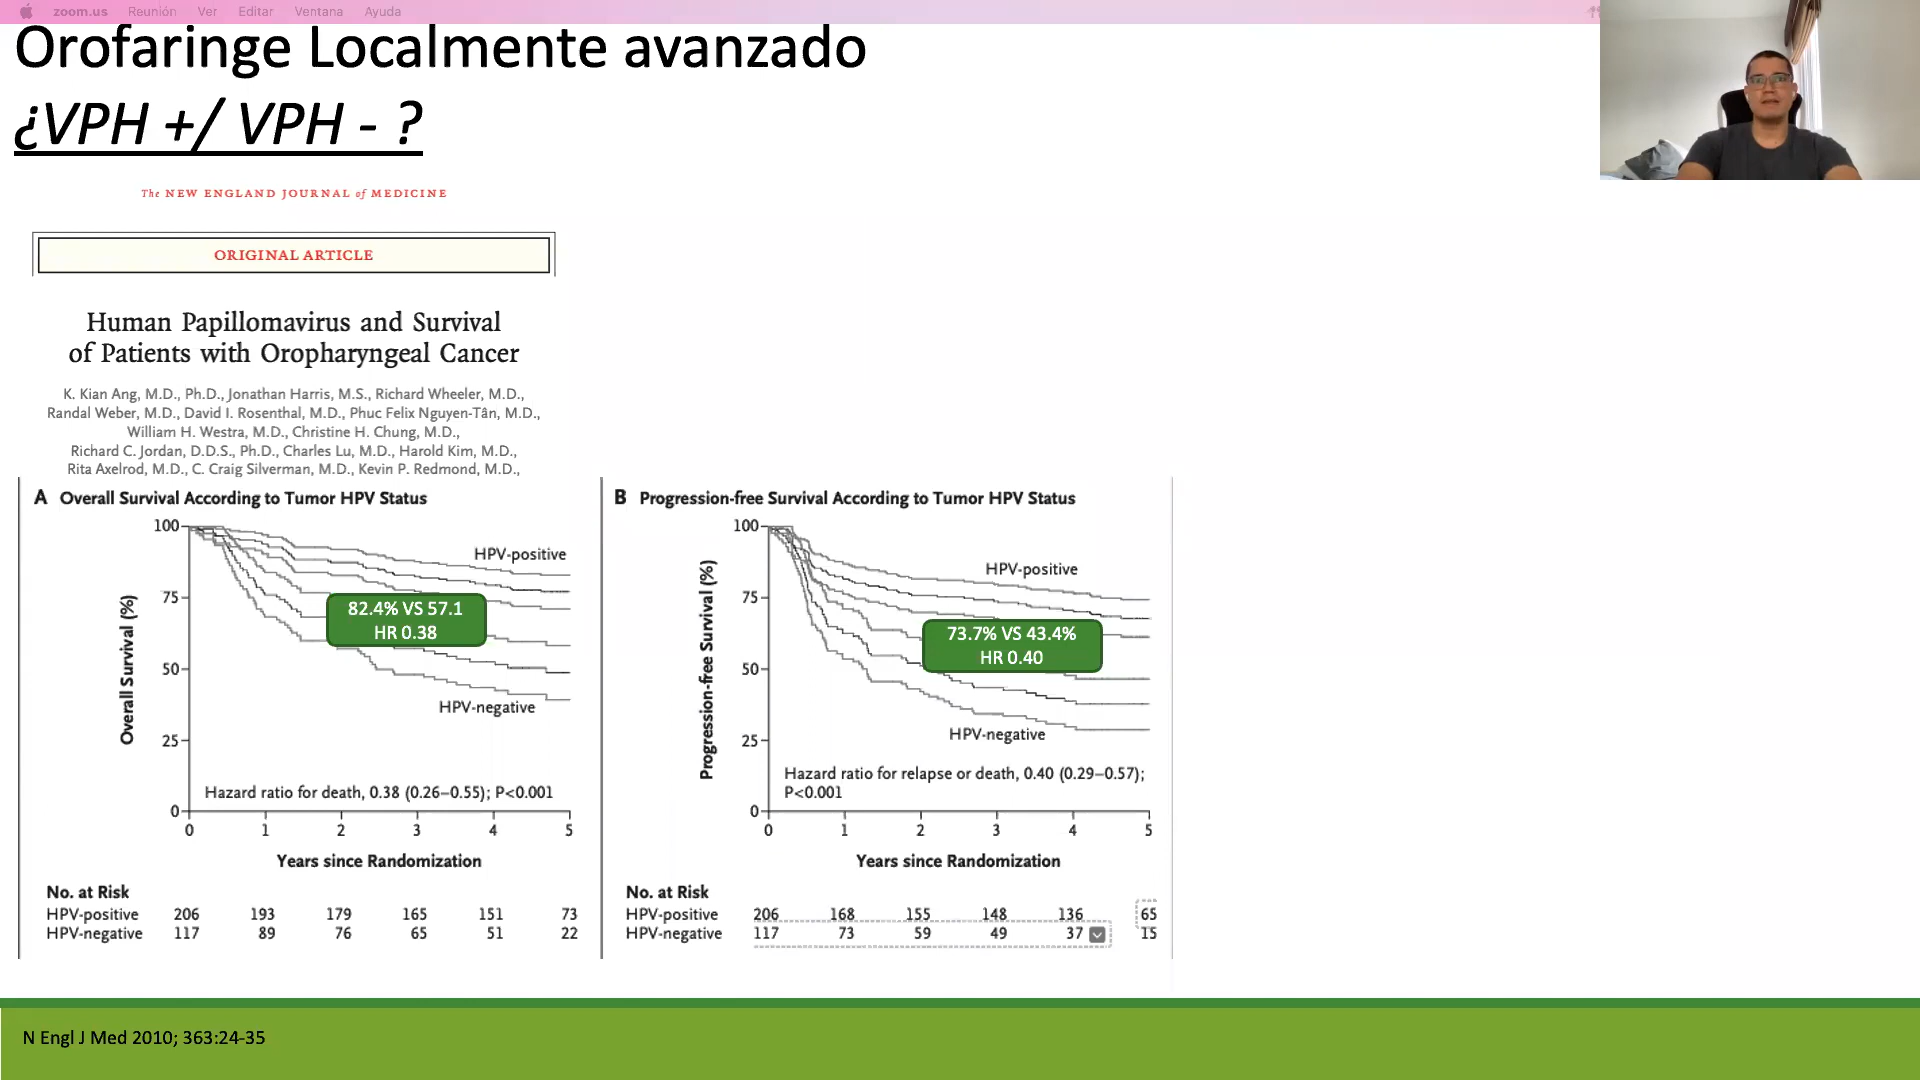 zoom.us Reunión Ver Editar Ventana Ayuda
Orofaringe Localmente avanzado
¿VPH +/ VPH - ?
The NEW ENGLAND JOURNAL of MEDICINE
ORIGINAL ARTICLE
Human Papillomavirus and Survival
of Patients with Oropharyngeal Cancer
K. Kian Ang, M.D., Ph.D., Jonathan Harris, M.S., Richard Wheeler, M.D.,
Randal Weber, M.D., David I. Rosenthal, M.D., Phuc Felix Nguyen-Tân, M.D.,
William H. Westra, M.D., Christine H. Chung, M.D.,
Richard C. Jordan, D.D.S., Ph.D., Charles Lu, M.D., Harold Kim, M.D.,
Rita Axelrod, M.D., C. Craig Silverman, M.D., Kevin P. Redmond, M.D.,
A Overall Survival According to Tumor HPV Status
100
75
50
25
0
Overall Survival (%)
HPV-positive
82.4% VS 57.1
HR 0.38
HPV-negative
Hazard ratio for death, 0.38 (0.26–0.55); P<0.001
0 1 2 3 4 5
Years since Randomization
No. at Risk
HPV-positive 206 193 179 165 151 73
HPV-negative 117 89 76 65 51 22
B Progression-free Survival According to Tumor HPV Status
100
75
50
25
0
Progression-free Survival (%)
HPV-positive
73.7% VS 43.4%
HR 0.40
HPV-negative
Hazard ratio for relapse or death, 0.40 (0.29–0.57);
P<0.001
0 1 2 3 4 5
Years since Randomization
No. at Risk
HPV-positive 206 168 155 148 136 65
HPV-negative 117 73 59 49 37 15
N Engl J Med 2010; 363:24-35